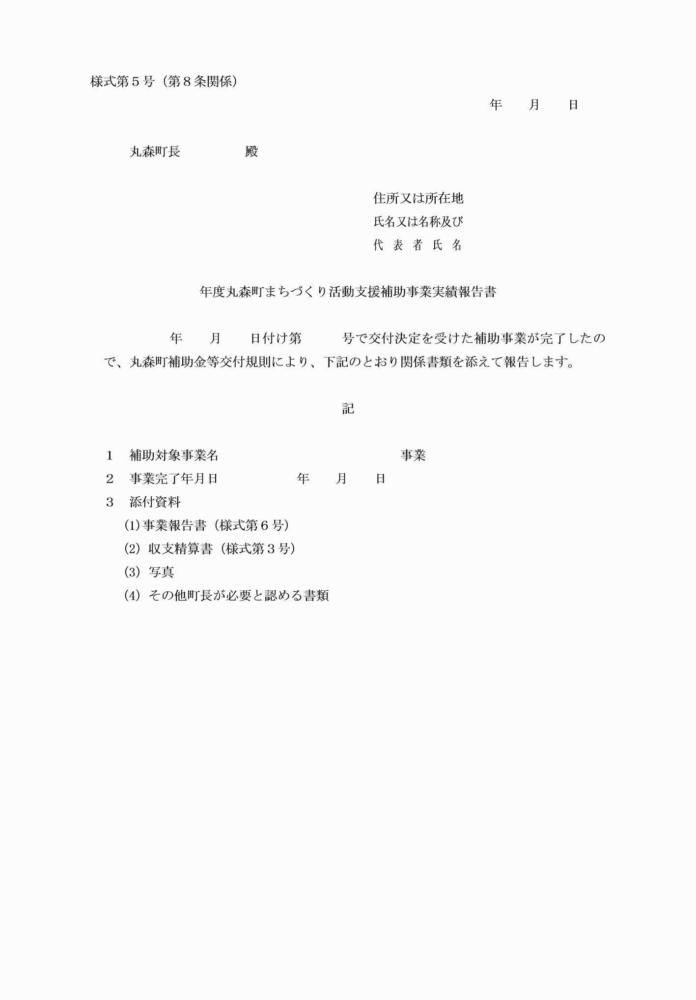 様式第５号（第８条関係）
年　　月　　日
丸森町長　　　　　殿
住所又は所在地
氏名又は名称及び
代 表 者 氏 名
年度丸森町まちづくり活動支援補助事業実績報告書
年　　月　　日付け第　　　号で交付決定を受けた補助事業が完了したの
で、丸森町補助金等交付規則により、下記のとおり関係書類を添えて報告します。
記
１　補助対象事業名　　　　　　　　　　　　　　事業
２　事業完了年月日　　　　　　年　　月　　日
３　添付資料
(1)事業報告書（様式第６号）
(2) 収支精算書（様式第３号）
(3) 写真
(4) その他町長が必要と認める書類